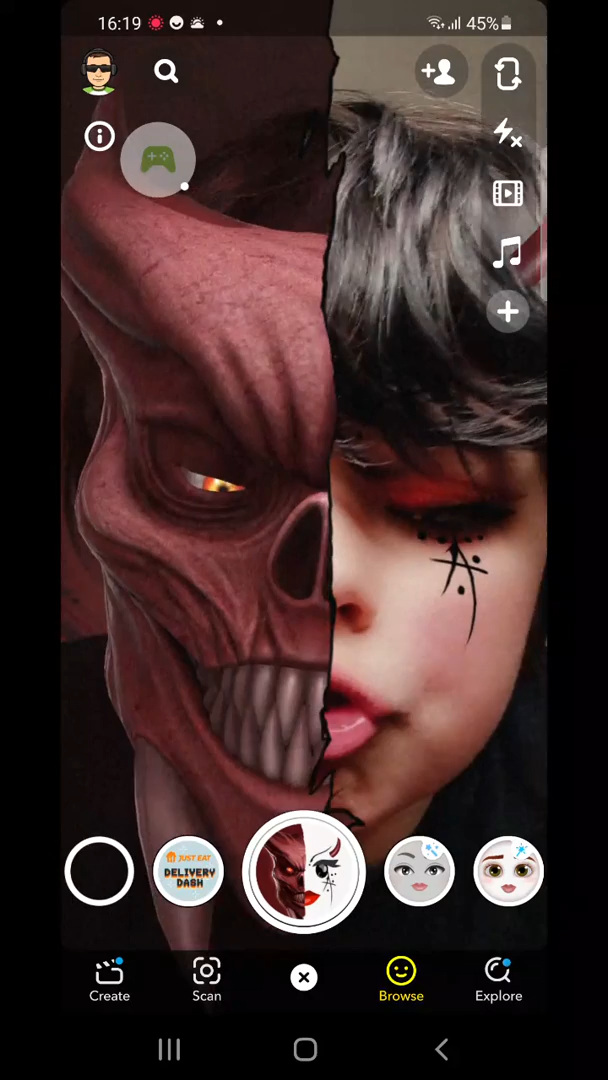 16:19
45%
JUST EAT
DELIVERY
DASH
Create
Scan
Browse
Explore